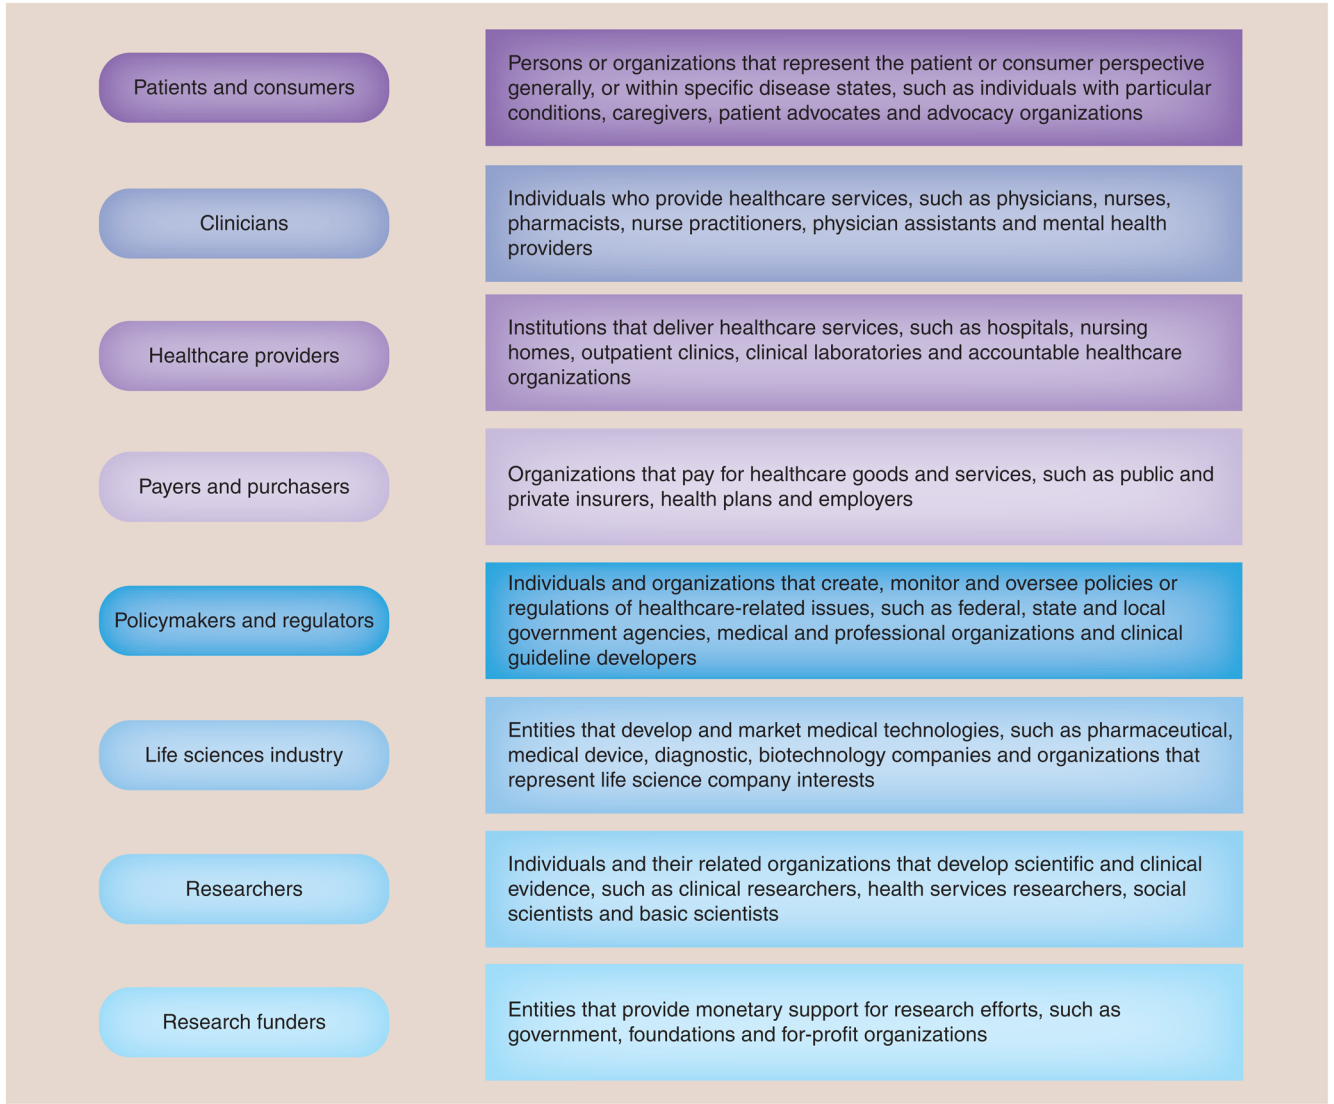 Patients and consumers
Persons or organizations that represent the patient or consumer perspective
generally, or within specific disease states, such as individuals with particular
conditions, caregivers, patient advocates and advocacy organizations
Clinicians
Individuals who provide healthcare services, such as physicians, nurses,
pharmacists, nurse practitioners, physician assistants and mental health
providers
Healthcare providers
Institutions that deliver healthcare services, such as hospitals, nursing
homes, outpatient clinics, clinical laboratories and accountable healthcare
organizations
Payers and purchasers
Organizations that pay for healthcare goods and services, such as public and
private insurers, health plans and employers
Policymakers and regulators
Individuals and organizations that create, monitor and oversee policies or
regulations of healthcare-related issues, such as federal, state and local
government agencies, medical and professional organizations and clinical
guideline developers
Life sciences industry
Entities that develop and market medical technologies, such as pharmaceutical,
medical device, diagnostic, biotechnology companies and organizations that
represent life science company interests
Researchers
Individuals and their related organizations that develop scientific and clinical
evidence, such as clinical researchers, health services researchers, social
scientists and basic scientists
Research funders
Entities that provide monetary support for research efforts, such as
government, foundations and for-profit organizations